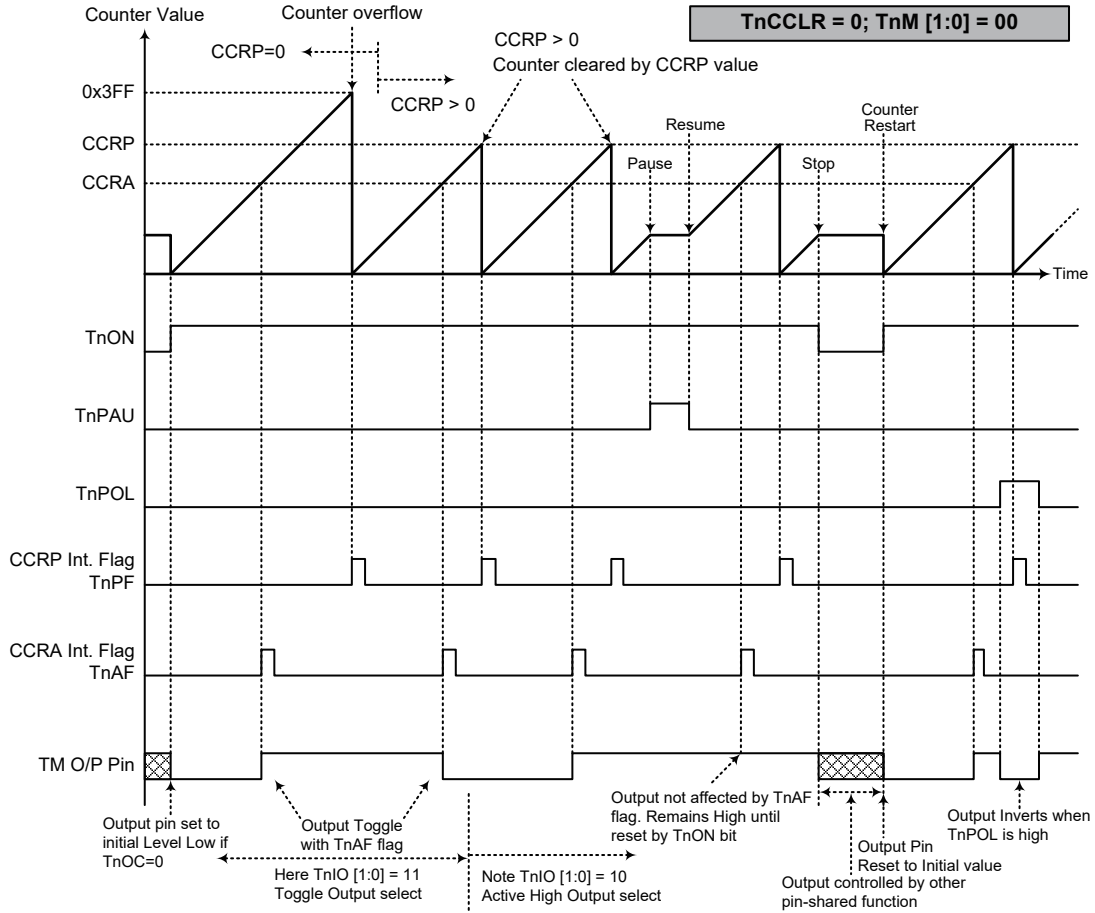 Counter Value
Counter overflow
TnCCLR = 0; TnM [1:0] = 00
CCRP=0
CCRP > 0
CCRP > 0
Counter cleared by CCRP value
0x3FF
CCRP
CCRA
Pause
Resume
Stop
Counter
Restart
Time
TnON
TnPAU
TnPOL
CCRP Int. Flag
TnPF
CCRA Int. Flag
TnAF
TM O/P Pin
Output pin set to
initial Level Low if
TnOC=0
Output Toggle
with TnAF flag
Here TnIO [1:0] = 11
Toggle Output select
Note TnIO [1:0] = 10
Active High Output select
Output not affected by TnAF
flag. Remains High until
reset by TnON bit
Output Pin
Reset to Initial value
Output controlled by other
pin-shared function
Output Inverts when
TnPOL is high